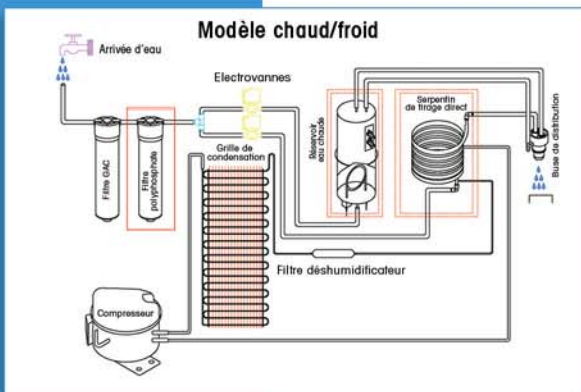 Modèle chaud/froid
Arrivée d'eau
Electrovannes
Serpentin
de tirage direct
Buse de distribution
Réservoir
eau chaude
Grille de
condensation
Filtre GAC
Filtre
polyphosphate
Filtre déshumidificateur
Compresseur